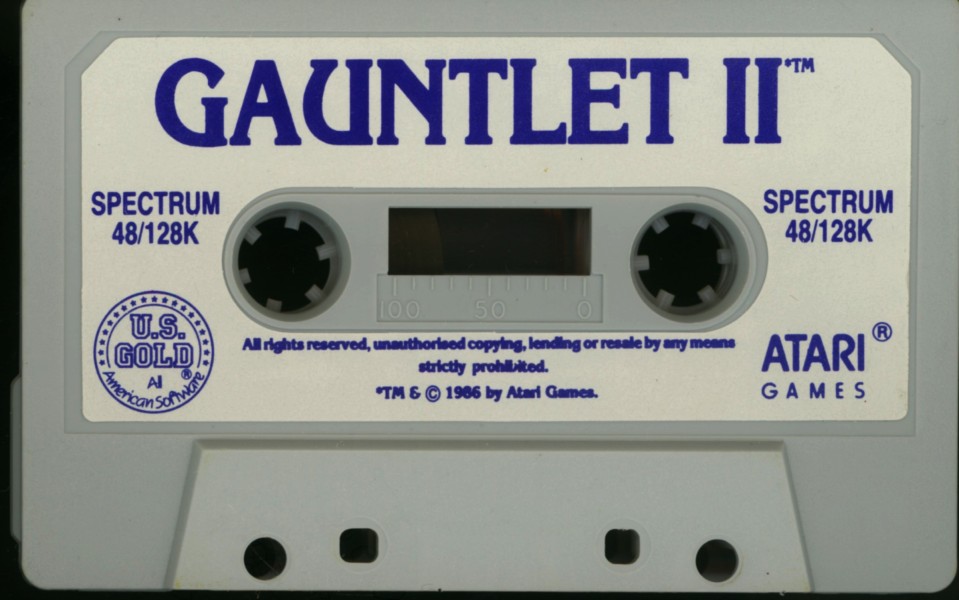 GAUNTLET II*™
SPECTRUM
48/128K
SPECTRUM
48/128K
100 50 0
U.S.
GOLD®
All
American Software
All rights reserved, unauthorised copying, lending or resale by any means
strictly prohibited.
*TM & © 1986 by Atari Games.
ATARI®
GAMES